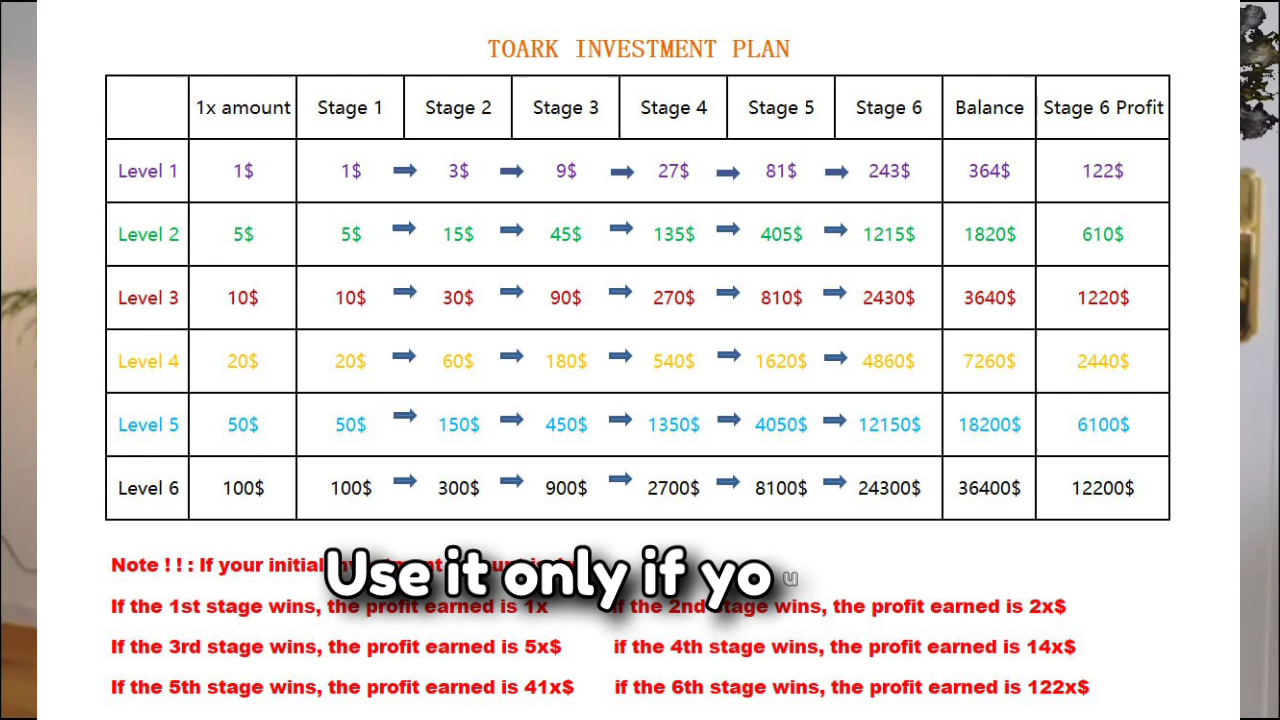 TOARK INVESTMENT PLAN
1x amount Stage 1 Stage 2 Stage 3 Stage 4 Stage 5 Stage 6 Balance Stage 6 Profit
Level 1 1$ 1$ 3$ 9$ 27$ 81$ 243$ 364$ 122$
Level 2 5$ 5$ 15$ 45$ 135$ 405$ 1215$ 1820$ 610$
Level 3 10$ 10$ 30$ 90$ 270$ 810$ 2430$ 3640$ 1220$
Level 4 20$ 20$ 60$ 180$ 540$ 1620$ 4860$ 7260$ 2440$
Level 5 50$ 50$ 150$ 450$ 1350$ 4050$ 12150$ 18200$ 6100$
Level 6 100$ 100$ 300$ 900$ 2700$ 8100$ 24300$ 36400$ 12200$
Note ! ! : If your initial
Use it only if you
If the 1st stage wins, the profit earned is 1x if the 2nd stage wins, the profit earned is 2x$
If the 3rd stage wins, the profit earned is 5x$ if the 4th stage wins, the profit earned is 14x$
If the 5th stage wins, the profit earned is 41x$ if the 6th stage wins, the profit earned is 122x$